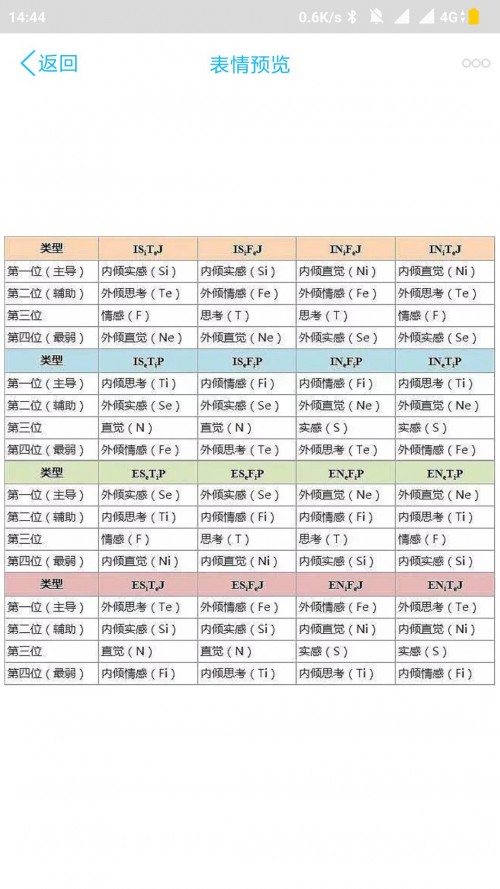 14:44 0.6K/s 4G
返回 表情预览
类型 ISiTeJ ISiFeJ INiFeJ INiTeJ
第一位（主导） 内倾实感（Si） 内倾实感（Si） 内倾直觉（Ni） 内倾直觉（Ni）
第二位（辅助） 外倾思考（Te） 外倾情感（Fe） 外倾情感（Fe） 外倾思考（Te）
第三位 情感（F） 思考（T） 思考（T） 情感（F）
第四位（最弱） 外倾直觉（Ne） 外倾直觉（Ne） 外倾实感（Se） 外倾实感（Se）
类型 ISeTiP ISeFiP INeFiP INeTiP
第一位（主导） 内倾思考（Ti） 内倾情感（Fi） 内倾情感（Fi） 内倾思考（Ti）
第二位（辅助） 外倾实感（Se） 外倾实感（Se） 外倾直觉（Ne） 外倾直觉（Ne）
第三位 直觉（N） 直觉（N） 实感（S） 实感（S）
第四位（最弱） 外倾情感（Fe） 外倾思考（Te） 外倾思考（Te） 外倾情感（Fe）
类型 ESeTiP ESeFiP ENeFiP ENeTiP
第一位（主导） 外倾实感（Se） 外倾实感（Se） 外倾直觉（Ne） 外倾直觉（Ne）
第二位（辅助） 内倾思考（Ti） 内倾情感（Fi） 内倾情感（Fi） 内倾思考（Ti）
第三位 情感（F） 思考（T） 思考（T） 情感（F）
第四位（最弱） 内倾直觉（Ni） 内倾直觉（Ni） 内倾实感（Si） 内倾实感（Si）
类型 ESiTeJ ESiFeJ ENiFeJ ENiTeJ
第一位（主导） 外倾思考（Te） 外倾情感（Fe） 外倾情感（Fe） 外倾思考（Te）
第二位（辅助） 内倾实感（Si） 内倾实感（Si） 内倾直觉（Ni） 内倾直觉（Ni）
第三位 直觉（N） 直觉（N） 实感（S） 实感（S）
第四位（最弱） 内倾情感（Fi） 内倾思考（Ti） 内倾思考（Ti） 内倾情感（Fi）